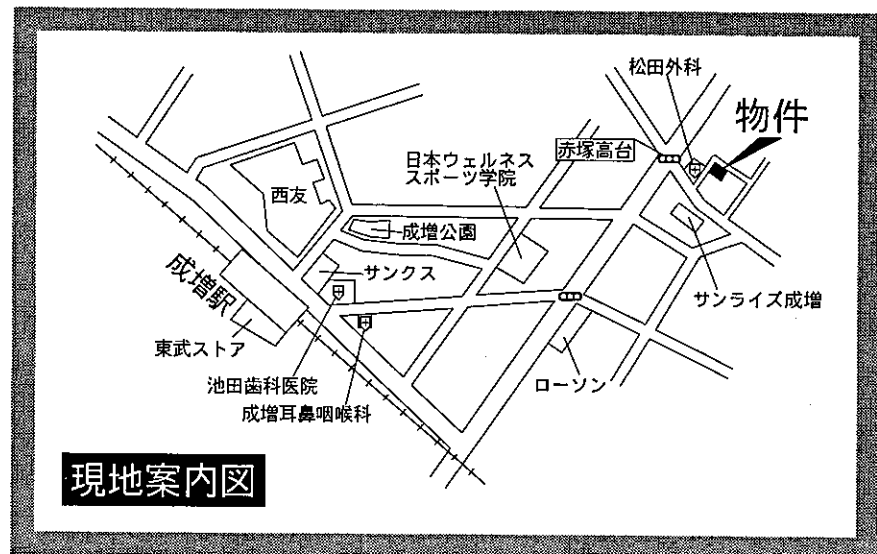 松田外科
物件
赤塚高台
日本ウェルネス
スポーツ学院
西友
成増公園
サンクス
成増駅
サンライズ成増
東武ストア
ローソン
池田歯科医院
成増耳鼻咽喉科
現地案内図